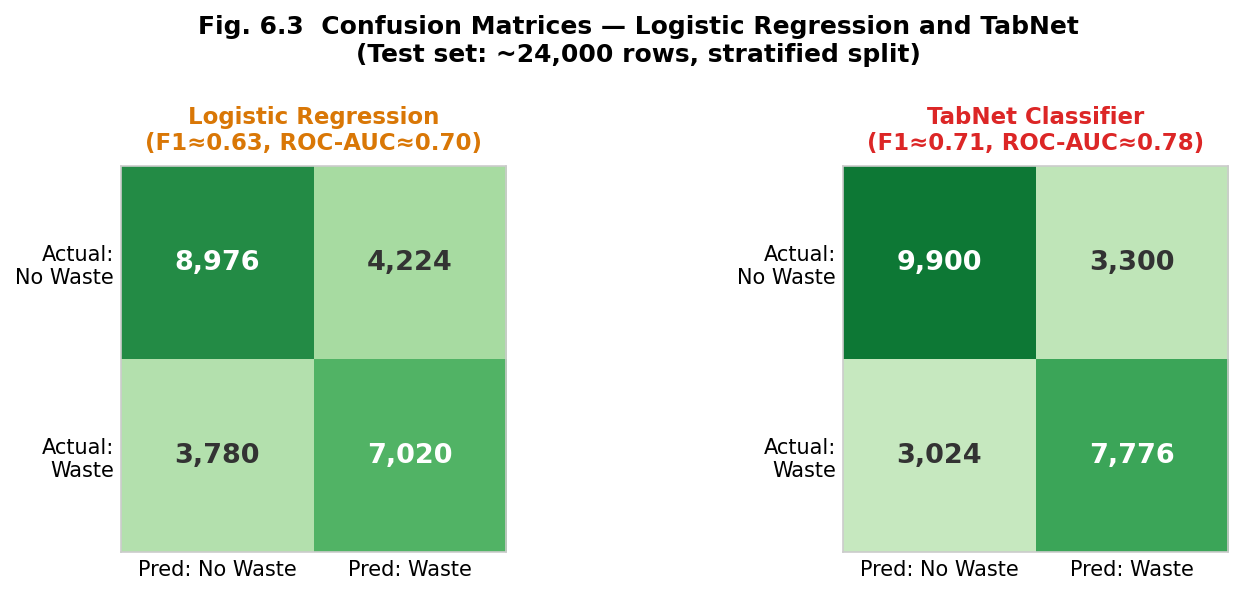 Fig. 6.3  Confusion Matrices — Logistic Regression and TabNet
(Test set: ~24,000 rows, stratified split)
Logistic Regression
(F1≈0.63, ROC-AUC≈0.70)
Actual:
No Waste
8,976
4,224
Actual:
Waste
3,780
7,020
Pred: No Waste
Pred: Waste
TabNet Classifier
(F1≈0.71, ROC-AUC≈0.78)
Actual:
No Waste
9,900
3,300
Actual:
Waste
3,024
7,776
Pred: No Waste
Pred: Waste